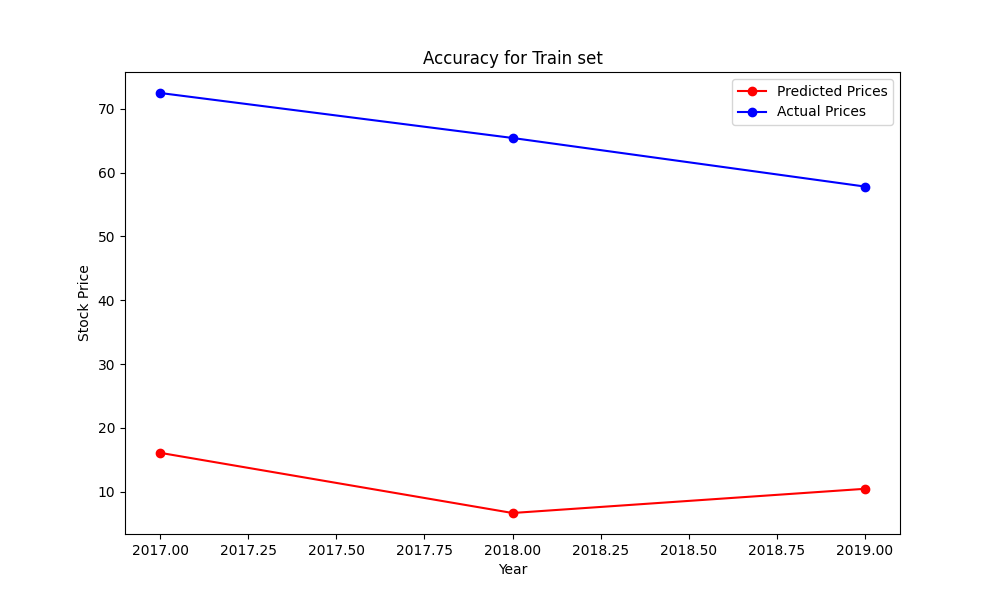 Accuracy for Train set
Predicted Prices
Actual Prices
70
60
50
40
30
20
10
Stock Price
2017.00 2017.25 2017.50 2017.75 2018.00 2018.25 2018.50 2018.75 2019.00
Year